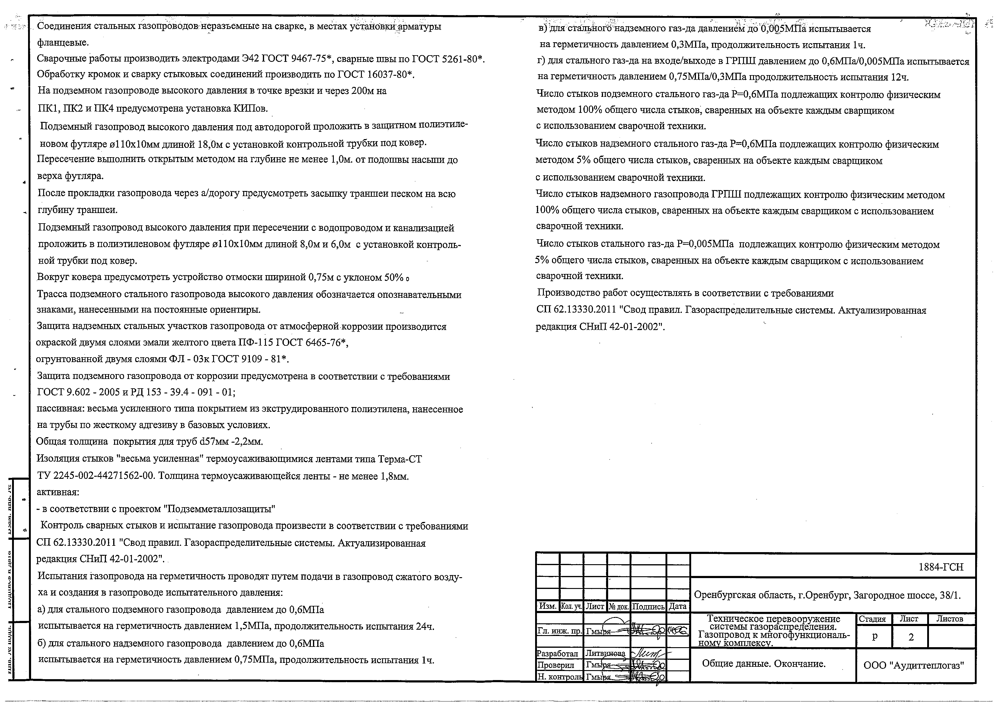 Соединения стальных газопроводов неразъемные на сварке, в местах установки арматуры
фланцевые.
Сварочные работы производить электродами Э42 ГОСТ 9467-75*, сварные швы по ГОСТ 5261-80*.
Обработку кромок и сварку стыковых соединений производить по ГОСТ 16037-80*.
На подземном газопроводе высокого давления в точке врезки и через 200м на
ПК1, ПК2 и ПК4 предусмотрена установка КИПов.
Подземный газопровод высокого давления под автодорогой проложить в защитном полиэтиле-
новом футляре ø110х10мм длиной 18,0м с установкой контрольной трубки под ковер.
Пересечение выполнить открытым методом на глубине не менее 1,0м. от подошвы насыпи до
верха футляра.
После прокладки газопровода через а/дорогу предусмотреть засыпку траншеи песком на всю
глубину траншеи.
Подземный газопровод высокого давления при пересечении с водопроводом и канализацией
проложить в полиэтиленовом футляре ø110х10мм длиной 8,0м и 6,0м с установкой контроль-
ной трубки под ковер.
Вокруг ковера предусмотреть устройство отмоски шириной 0,75м с уклоном 50% о
Трасса подземного стального газопровода высокого давления обозначается опознавательными
знаками, нанесенными на постоянные ориентиры.
Защита надземных стальных участков газопровода от атмосферной коррозии производится
окраской двумя слоями эмали желтого цвета ПФ-115 ГОСТ 6465-76*,
огрунтованной двумя слоями ФЛ - 03к ГОСТ 9109 - 81*.
Защита подземного газопровода от коррозии предусмотрена в соответствии с требованиями
ГОСТ 9.602 - 2005 и РД 153 - 39.4 - 091 - 01;
пассивная: весьма усиленного типа покрытием из экструдированного полиэтилена, нанесенное
на трубы по жесткому адгезиву в базовых условиях.
Общая толщина покрытия для труб d57мм -2,2мм.
Изоляция стыков "весьма усиленная" термоусаживающимися лентами типа Терма-СТ
ТУ 2245-002-44271562-00. Толщина термоусаживающейся ленты - не менее 1,8мм.
активная:
- в соответствии с проектом "Подземметаллозащиты"
Контроль сварных стыков и испытание газопровода произвести в соответствии с требованиями
СП 62.13330.2011 "Свод правил. Газораспределительные системы. Актуализированная
редакция СНиП 42-01-2002".
Испытания газопровода на герметичность проводят путем подачи в газопровод сжатого возду-
ха и создания в газопроводе испытательного давления:
а) для стального подземного газопровода давлением до 0,6МПа
испытывается на герметичность давлением 1,5МПа, продолжительность испытания 24ч.
б) для стального надземного газопровода давлением до 0,6МПа
испытывается на герметичность давлением 0,75МПа, продолжительность испытания 1ч.
в) для стального надземного газ-да давлением до 0,005МПа испытывается
на герметичность давлением 0,3МПа, продолжительность испытания 1ч.
г) для стального газ-да на входе/выходе в ГРПШ давлением до 0,6МПа/0,005МПа испытывается
на герметичность давлением 0,75МПа/0,3МПа продолжительность испытания 12ч.
Число стыков подземного стального газ-да Р=0,6МПа подлежащих контролю физическим
методом 100% общего числа стыков, сваренных на объекте каждым сварщиком
с использованием сварочной техники.
Число стыков надземного стального газ-да Р=0,6МПа подлежащих контролю физическим
методом 5% общего числа стыков, сваренных на объекте каждым сварщиком
с использованием сварочной техники.
Число стыков надземного газопровода ГРПШ подлежащих контролю физическим методом
100% общего числа стыков, сваренных на объекте каждым сварщиком с использованием
сварочной техники.
Число стыков стального газ-да Р=0,005МПа подлежащих контролю физическим методом
5% общего числа стыков, сваренных на объекте каждым сварщиком с использованием
сварочной техники.
Производство работ осуществлять в соответствии с требованиями
СП 62.13330.2011 "Свод правил. Газораспределительные системы. Актуализированная
редакция СНиП 42-01-2002".
1884-ГСН
Оренбургская область, г.Оренбург, Загородное шоссе, 38/1.
Изм. Кол. уч. Лист № док. Подпись Дата
Техническое перевооружение
системы газораспределения.
Газопровод к многофункциональ-
ному комплексу.
Стадия Лист Листов
р 2
Гл. инж. пр. Гмыря
Разработал Литвинова
Проверил Гмыря
Н. контроль Гмыря
Общие данные. Окончание.
ООО "Аудиттеплогаз"
Взам. инв. №
Подпись и дата
Инв. № подл.